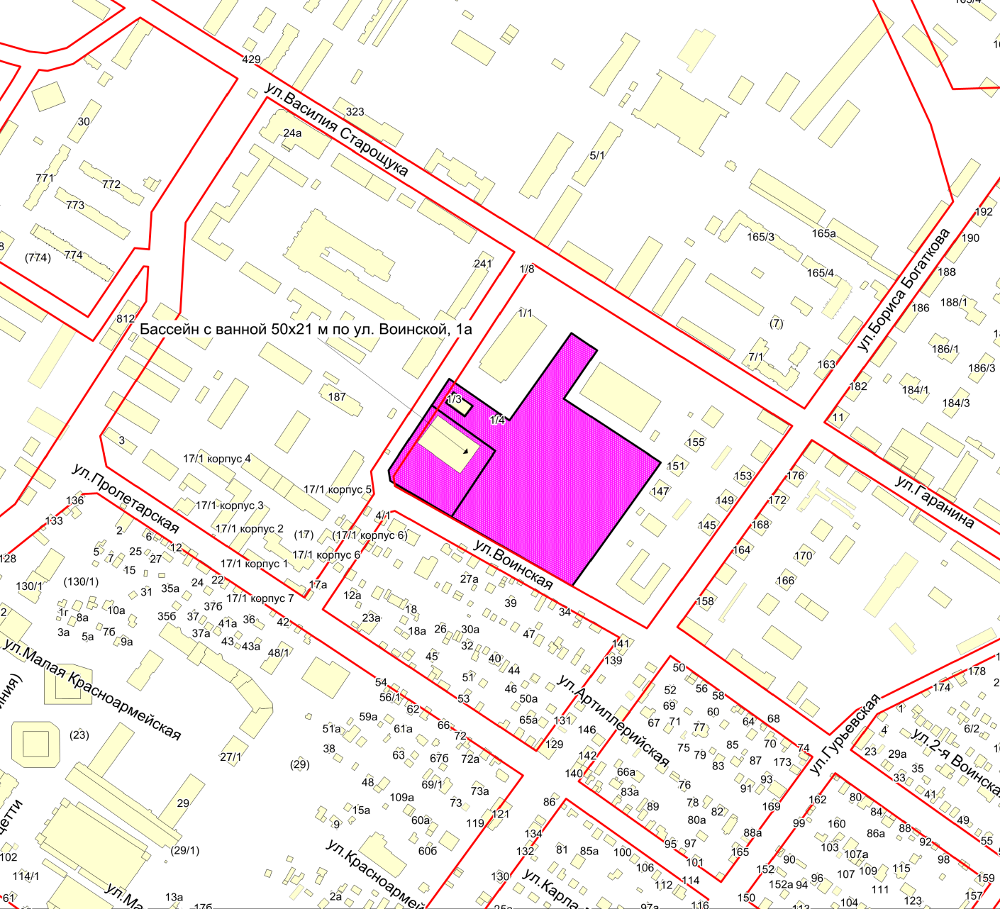 163/4
429
ул.Василия Старощука
323
24а
30
5/1
771
772
773
774
(774)
192
190
165а
165/3
165/4
188
188/1
186
ул.Бориса Богаткова
241
1/8
1/1
812
(7)
7/1
163
186/1
186/3
182
184/1
184/3
11
Бассейн с ванной 50х21 м по ул. Воинской, 1а
187
1/3
1/4
3
155
151
153
176
147
149
172
145
168
164
170
166
158
ул.Гаранина
17/1 корпус 4
17/1 корпус 5
17/1 корпус 3
17/1 корпус 2
(17)
(17/1 корпус 6)
17/1 корпус 6
17/1 корпус 1
17/1 корпус 7
4/1
17а
ул.Пролетарская
136
133
128
2
6
12
5
7
25
27
15
24
22
130/1
(130/1)
31
35а
1г
8а
10а
37б
35б
37
36
41а
37а
3а
5а
7б
9а
43
43а
42
48/1
ул.Воинская
27а
12а
39
34
18
23а
18а
26
30а
32
47
45
40
44
51
46
50а
53
65а
141
139
131
129
54
56/1
62
66
72
59а
61а
51а
38
63
67б
72а
48
69/1
73а
109а
73
15а
9
60а
60б
119
121
ул.Малая Красноармейская
(23)
27/1
(29)
29
(29/1)
102
114/1
61
13а
17б
2а
ул.Красноармей
ул.Ма
ул.Артиллерийская
146
142
140
50
52
56
58
69
60
67
71
77
64
68
75
79
85
70
83
87
74
173
66а
83а
76
91
93
89
78
82
80а
169
88а
95
97
101
165
86
134
132
130
81
85а
100
106
112
114
116
97а
25а
ул.Карла
ул.Гурьевская
178
174
1
4
23
6/2
ул.2-я Воинска
29а
35
33
41
49
55
162
80
84
99
160
86а
88
92
103
107а
98
90
109
115
107
152
96
152а
94
111
150
104
123
113
159
157